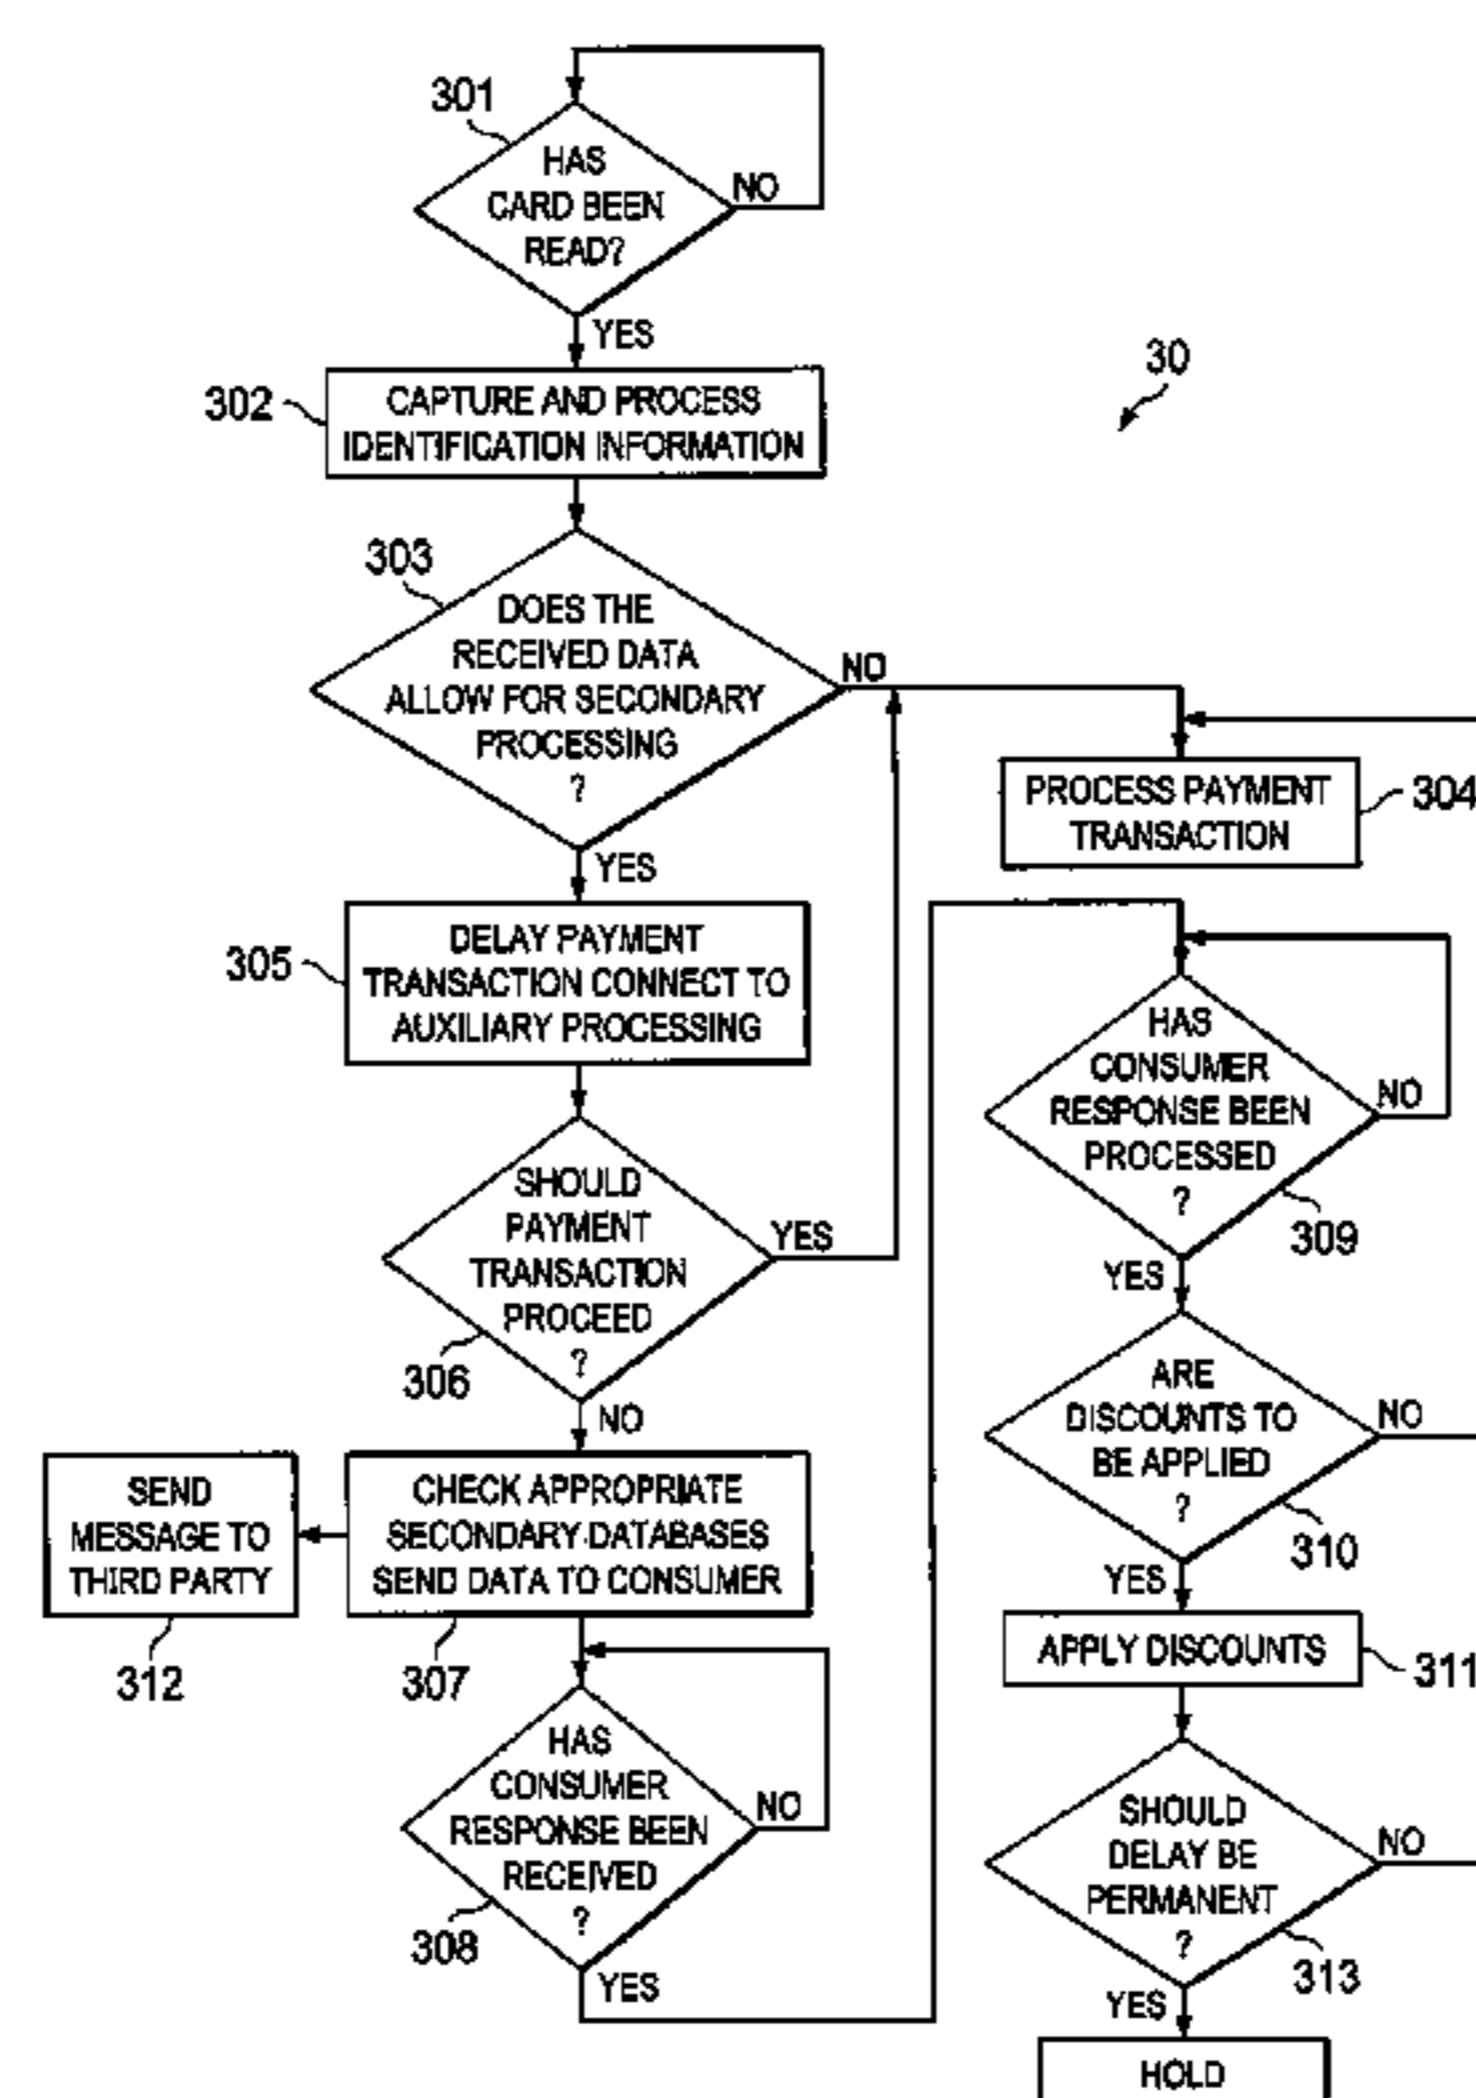 301
HAS
CARD BEEN
READ?
NO
YES
30
302
CAPTURE AND PROCESS
IDENTIFICATION INFORMATION
303
DOES THE
RECEIVED DATA
ALLOW FOR SECONDARY
PROCESSING
?
NO
YES
PROCESS PAYMENT
TRANSACTION
304
305
DELAY PAYMENT
TRANSACTION CONNECT TO
AUXILIARY PROCESSING
SHOULD
PAYMENT
TRANSACTION
PROCEED
?
YES
306
NO
SEND
MESSAGE TO
THIRD PARTY
312
CHECK APPROPRIATE
SECONDARY DATABASES
SEND DATA TO CONSUMER
307
HAS
CONSUMER
RESPONSE BEEN
RECEIVED
?
NO
308
YES
HAS
CONSUMER
RESPONSE BEEN
PROCESSED
?
NO
309
YES
ARE
DISCOUNTS TO
BE APPLIED
?
NO
310
YES
APPLY DISCOUNTS
311
SHOULD
DELAY BE
PERMANENT
?
NO
313
YES
HOLD